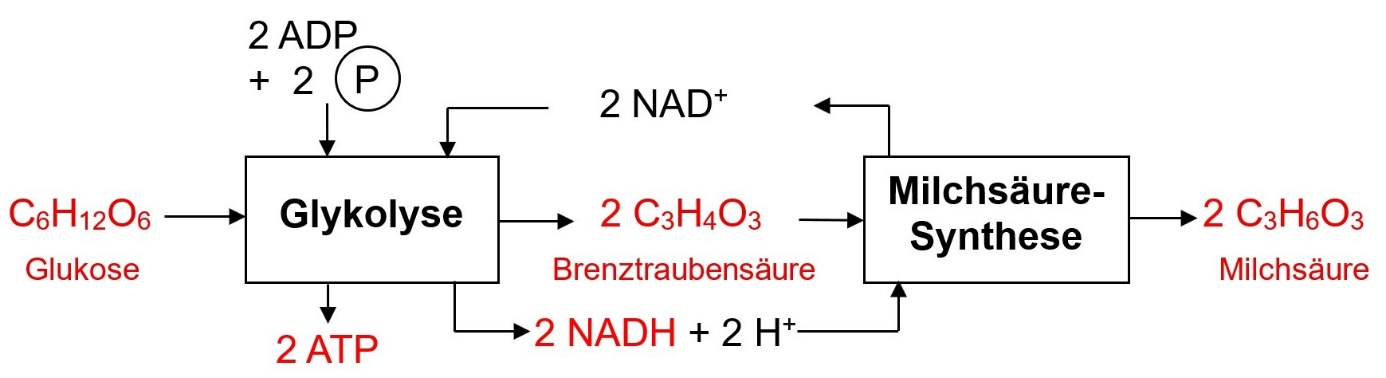 2 ADP
+ 2 P
2 NAD⁺
C₆H₁₂O₆
Glukose
Glykolyse
2 C₃H₄O₃
Brenztraubensäure
Milchsäure-
Synthese
2 C₃H₆O₃
Milchsäure
2 ATP
2 NADH + 2 H⁺